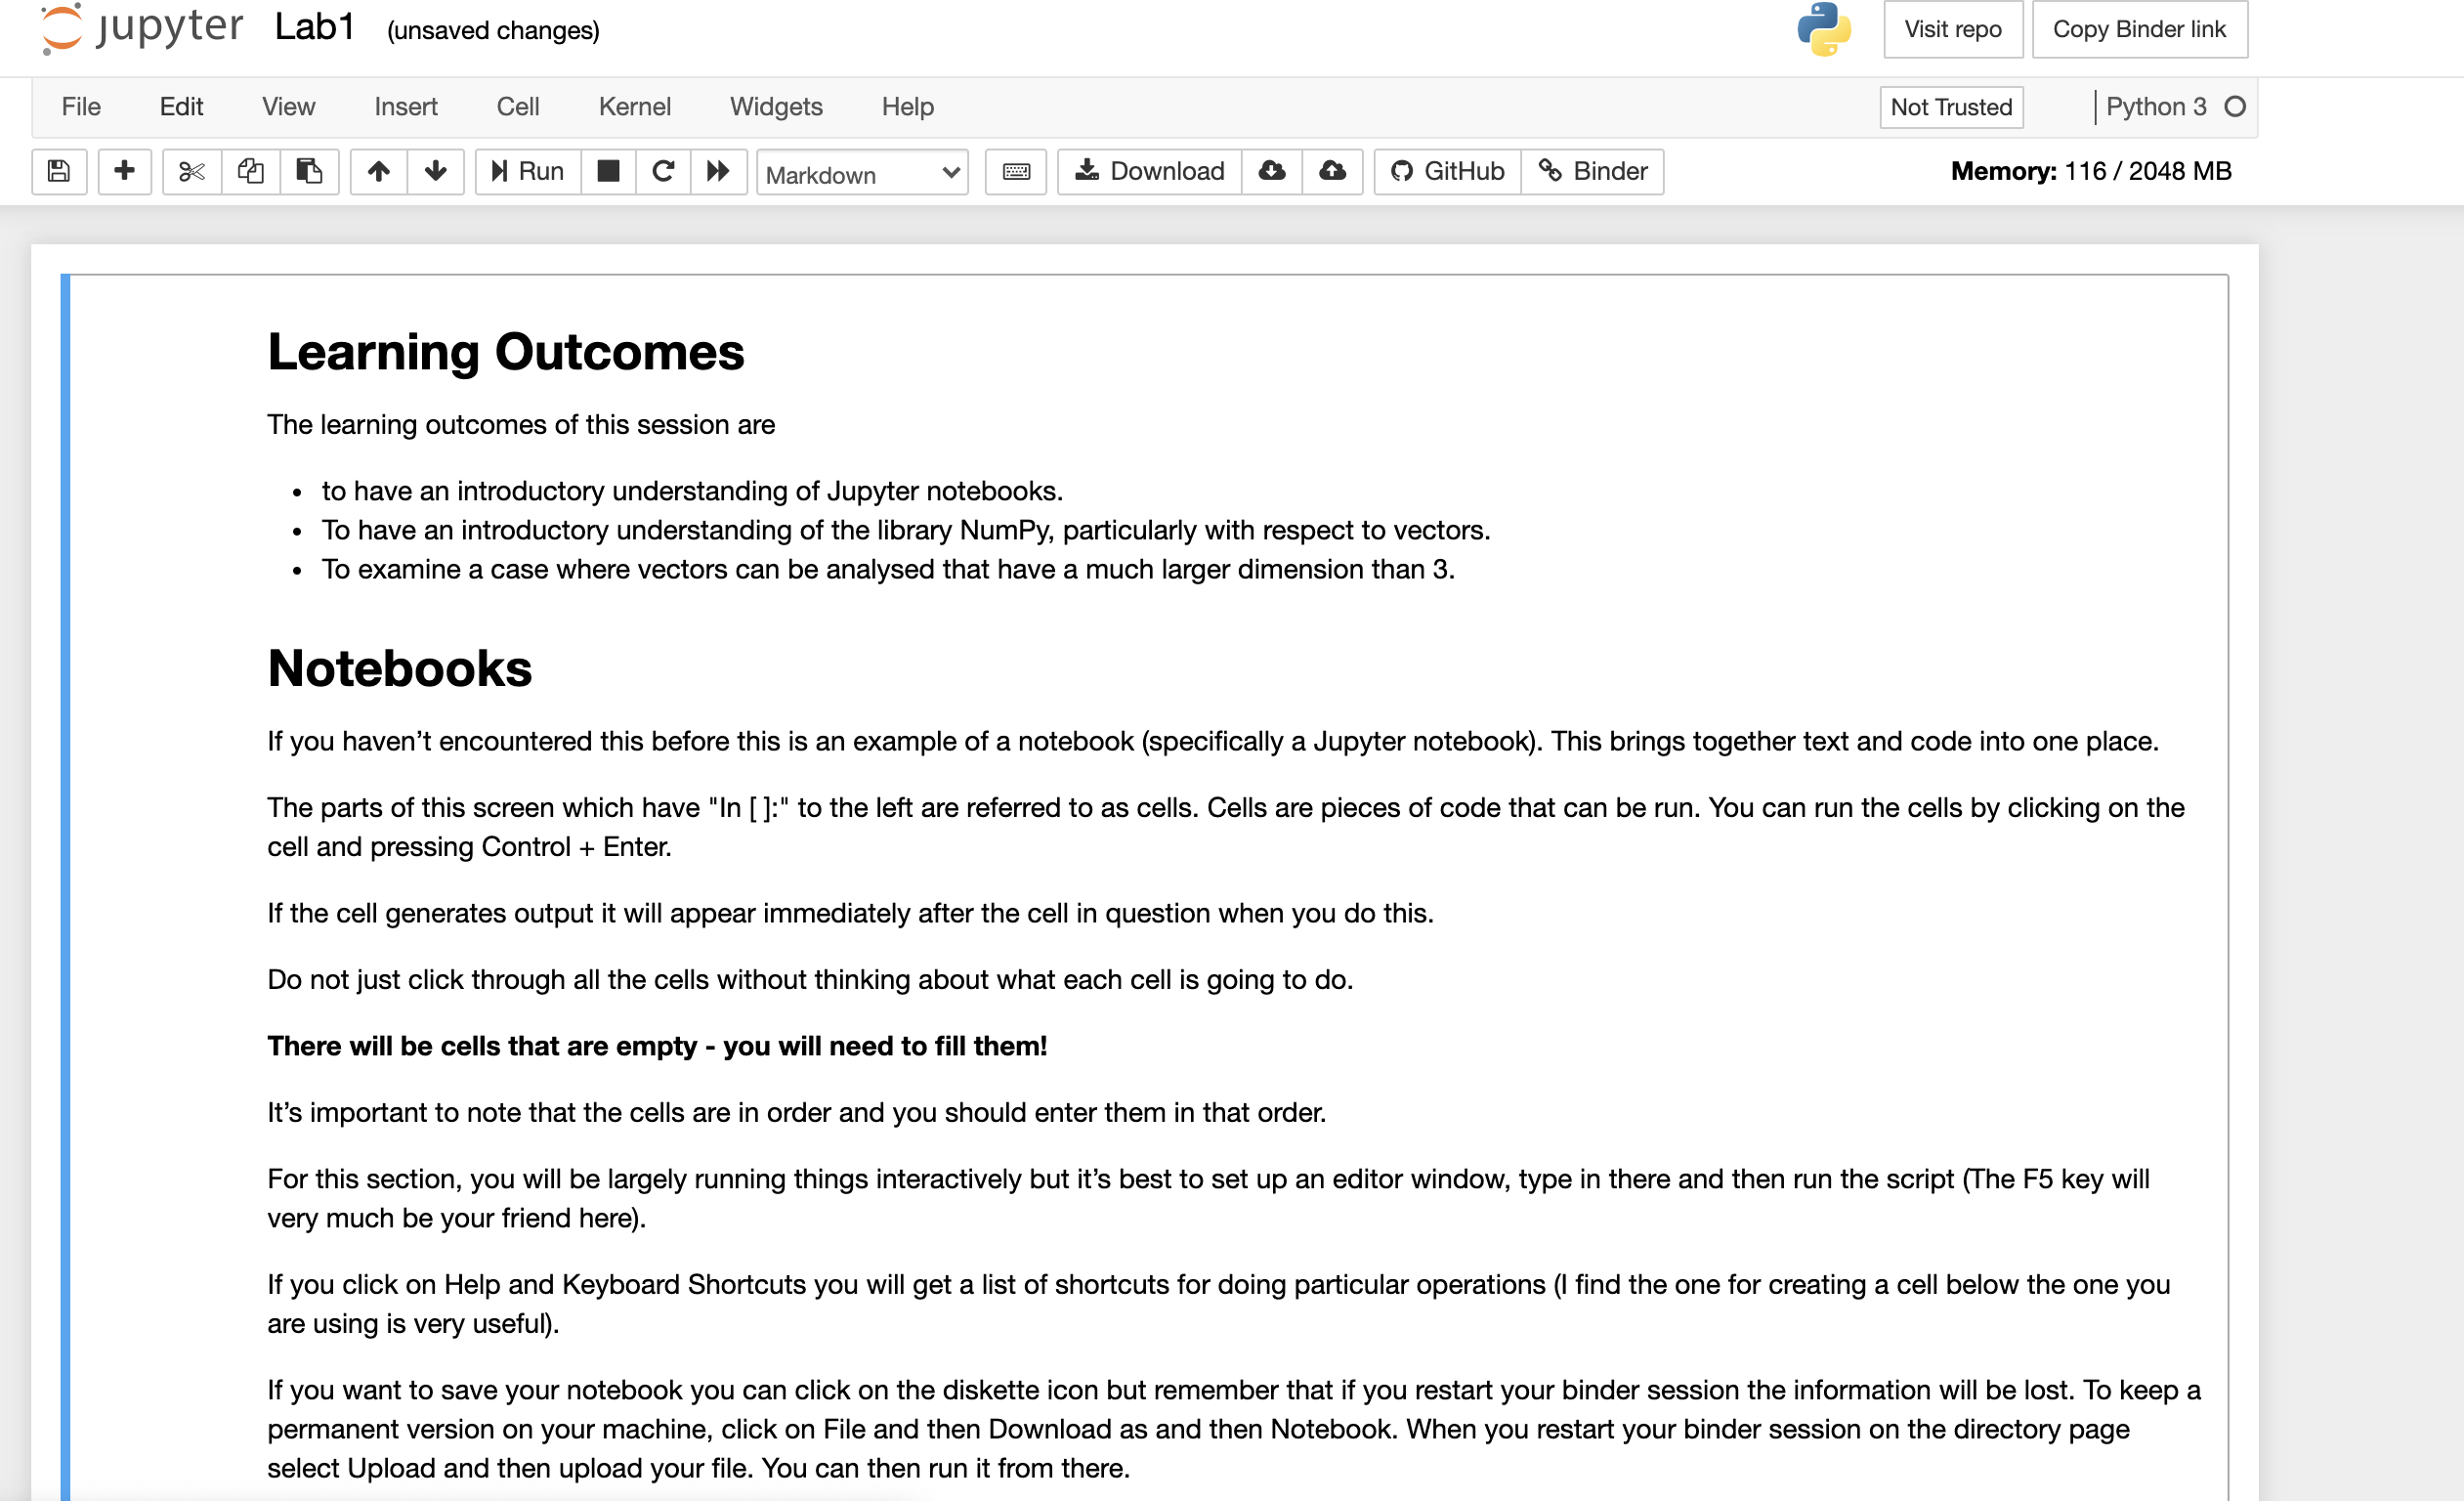 jupyter Lab1 (unsaved changes) Visit repo Copy Binder link
File Edit View Insert Cell Kernel Widgets Help Not Trusted Python 3
Run Markdown Download GitHub Binder Memory: 116 / 2048 MB
Learning Outcomes
The learning outcomes of this session are
• to have an introductory understanding of Jupyter notebooks.
• To have an introductory understanding of the library NumPy, particularly with respect to vectors.
• To examine a case where vectors can be analysed that have a much larger dimension than 3.
Notebooks
If you haven’t encountered this before this is an example of a notebook (specifically a Jupyter notebook). This brings together text and code into one place.
The parts of this screen which have "In [ ]:" to the left are referred to as cells. Cells are pieces of code that can be run. You can run the cells by clicking on the
cell and pressing Control + Enter.
If the cell generates output it will appear immediately after the cell in question when you do this.
Do not just click through all the cells without thinking about what each cell is going to do.
There will be cells that are empty - you will need to fill them!
It’s important to note that the cells are in order and you should enter them in that order.
For this section, you will be largely running things interactively but it’s best to set up an editor window, type in there and then run the script (The F5 key will
very much be your friend here).
If you click on Help and Keyboard Shortcuts you will get a list of shortcuts for doing particular operations (I find the one for creating a cell below the one you
are using is very useful).
If you want to save your notebook you can click on the diskette icon but remember that if you restart your binder session the information will be lost. To keep a
permanent version on your machine, click on File and then Download as and then Notebook. When you restart your binder session on the directory page
select Upload and then upload your file. You can then run it from there.